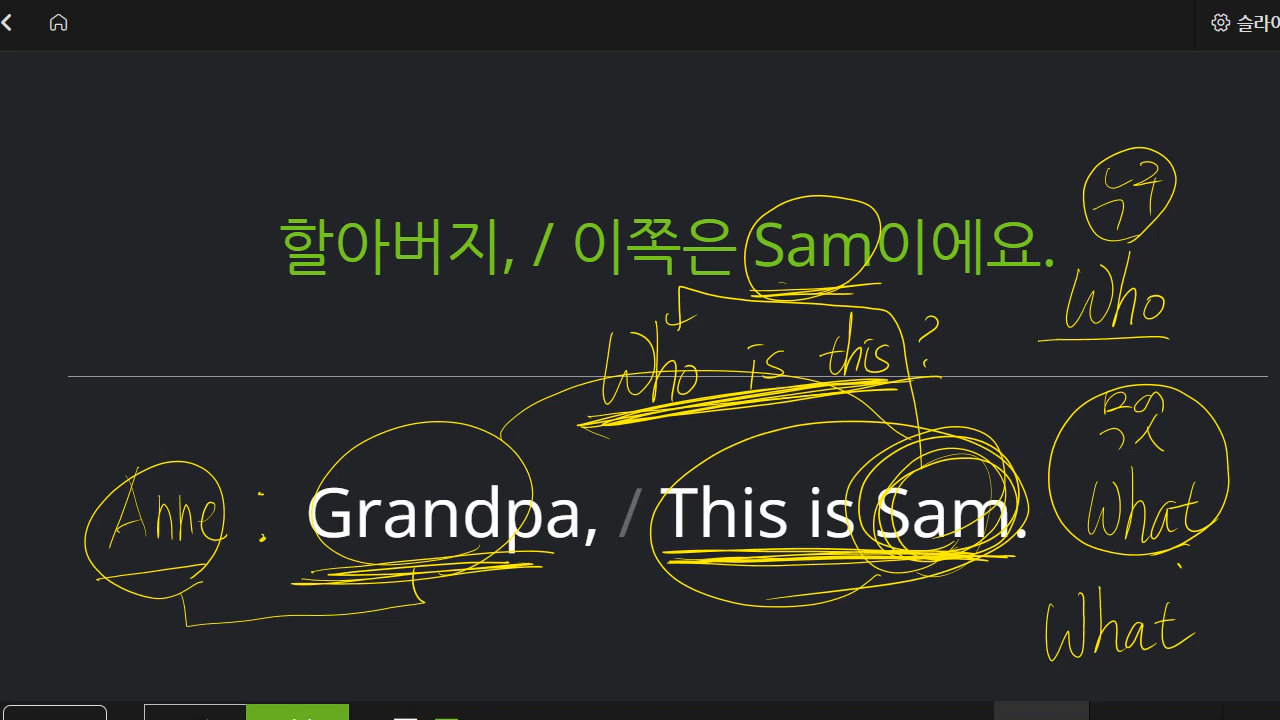 슬라이
누구
할아버지, / 이쪽은 Sam이에요.
Who
Who is this?
무엇
What
Anne : Grandpa, / This is Sam.
What